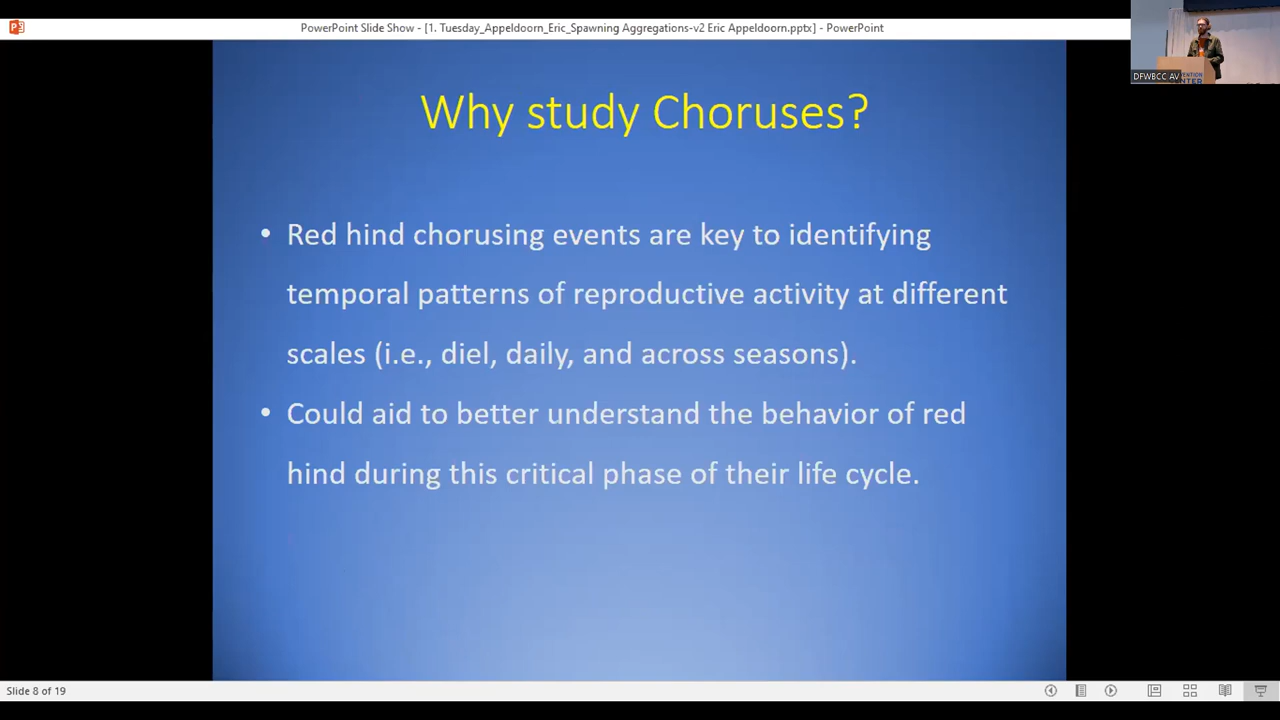 PowerPoint Slide Show - [1. Tuesday_Appeldoorn_Eric_Spawning Aggregations-v2 Eric Appeldoorn.pptx] - PowerPoint
DFWBCC AV
Why study Choruses?
• Red hind chorusing events are key to identifying
temporal patterns of reproductive activity at different
scales (i.e., diel, daily, and across seasons).
• Could aid to better understand the behavior of red
hind during this critical phase of their life cycle.
Slide 8 of 19